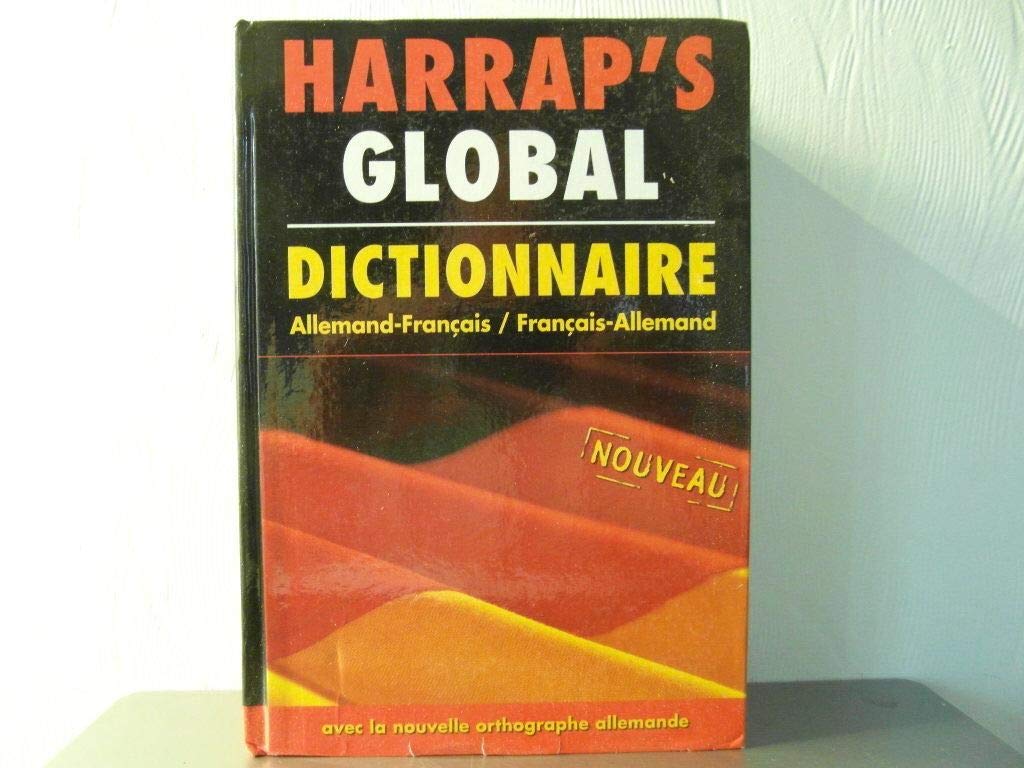 HARRAP'S
GLOBAL
DICTIONNAIRE
Allemand-Français / Français-Allemand
NOUVEAU
avec la nouvelle orthographe allemande